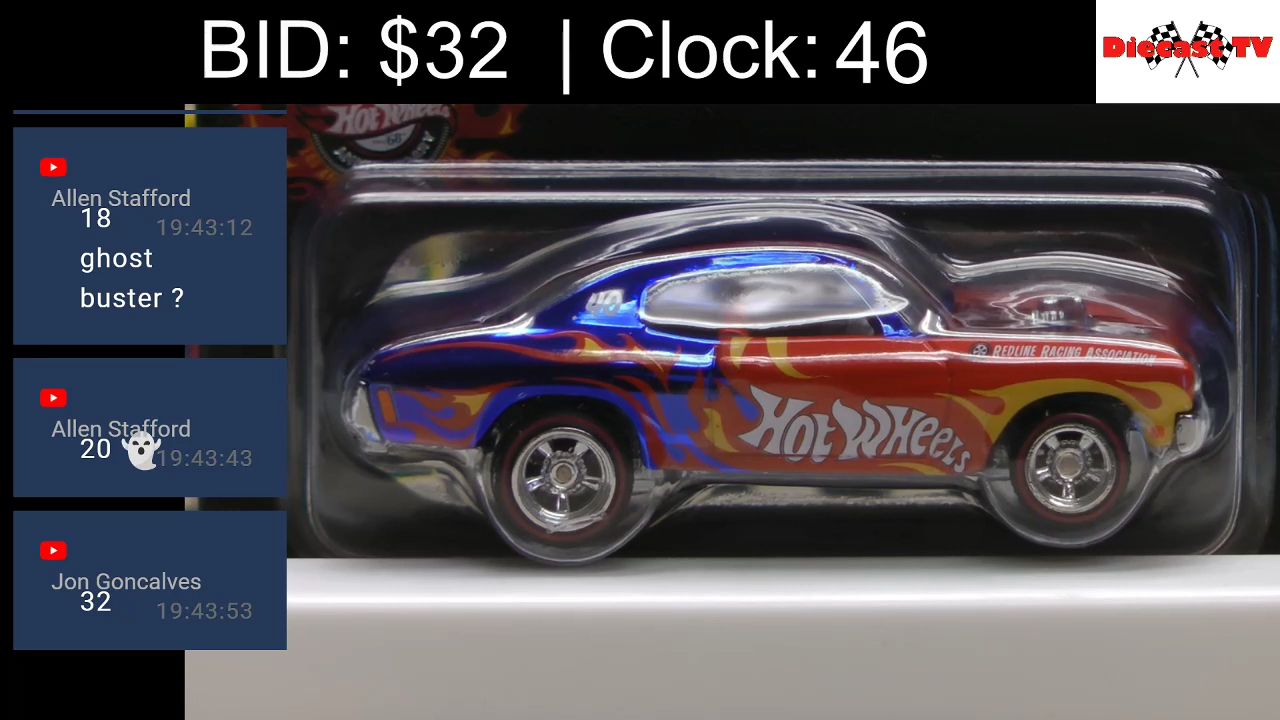 BID: $32 | Clock: 46
Diecast TV
HOT WHEELS
Allen Stafford
18 19:43:12
ghost
buster ?
40
REDLINE RACING ASSOCIATION
Allen Stafford
20 👻 19:43:43
HOT WHEELS
Jon Goncalves
32 19:43:53